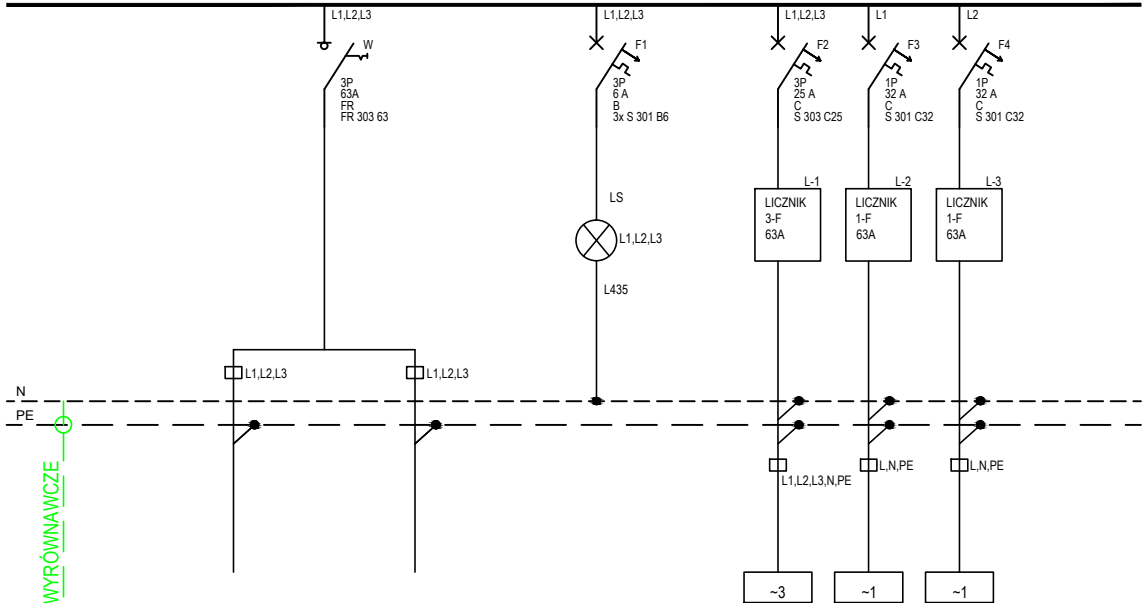 L1,L2,L3
W
3P
63A
FR
FR 303 63
L1,L2,L3
F1
3P
6 A
B
3x S 301 B6
L1,L2,L3
F2
3P
25 A
C
S 303 C25
L1
F3
1P
32 A
C
S 301 C32
L2
F4
1P
32 A
C
S 301 C32
LS
L1,L2,L3
L435
L-1
LICZNIK
3-F
63A
L-2
LICZNIK
1-F
63A
L-3
LICZNIK
1-F
63A
L1,L2,L3
L1,L2,L3
N
PE
WYRÓWNAWCZE
L1,L2,L3,N,PE
L,N,PE
L,N,PE
~3
~1
~1